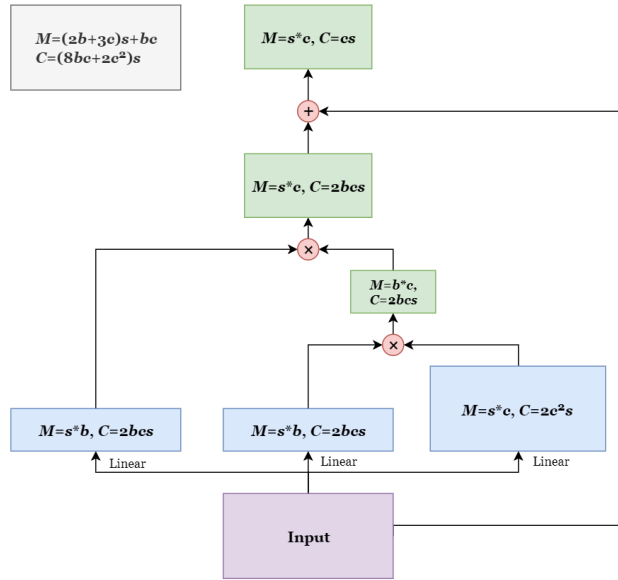 M=(2b+3c)s+bc
C=(8bc+2c²)s
M=s*c, C=cs
+
M=s*c, C=2bcs
×
M=b*c,
C=2bcs
×
M=s*b, C=2bcs
M=s*b, C=2bcs
M=s*c, C=2c²s
Linear
Linear
Linear
Input